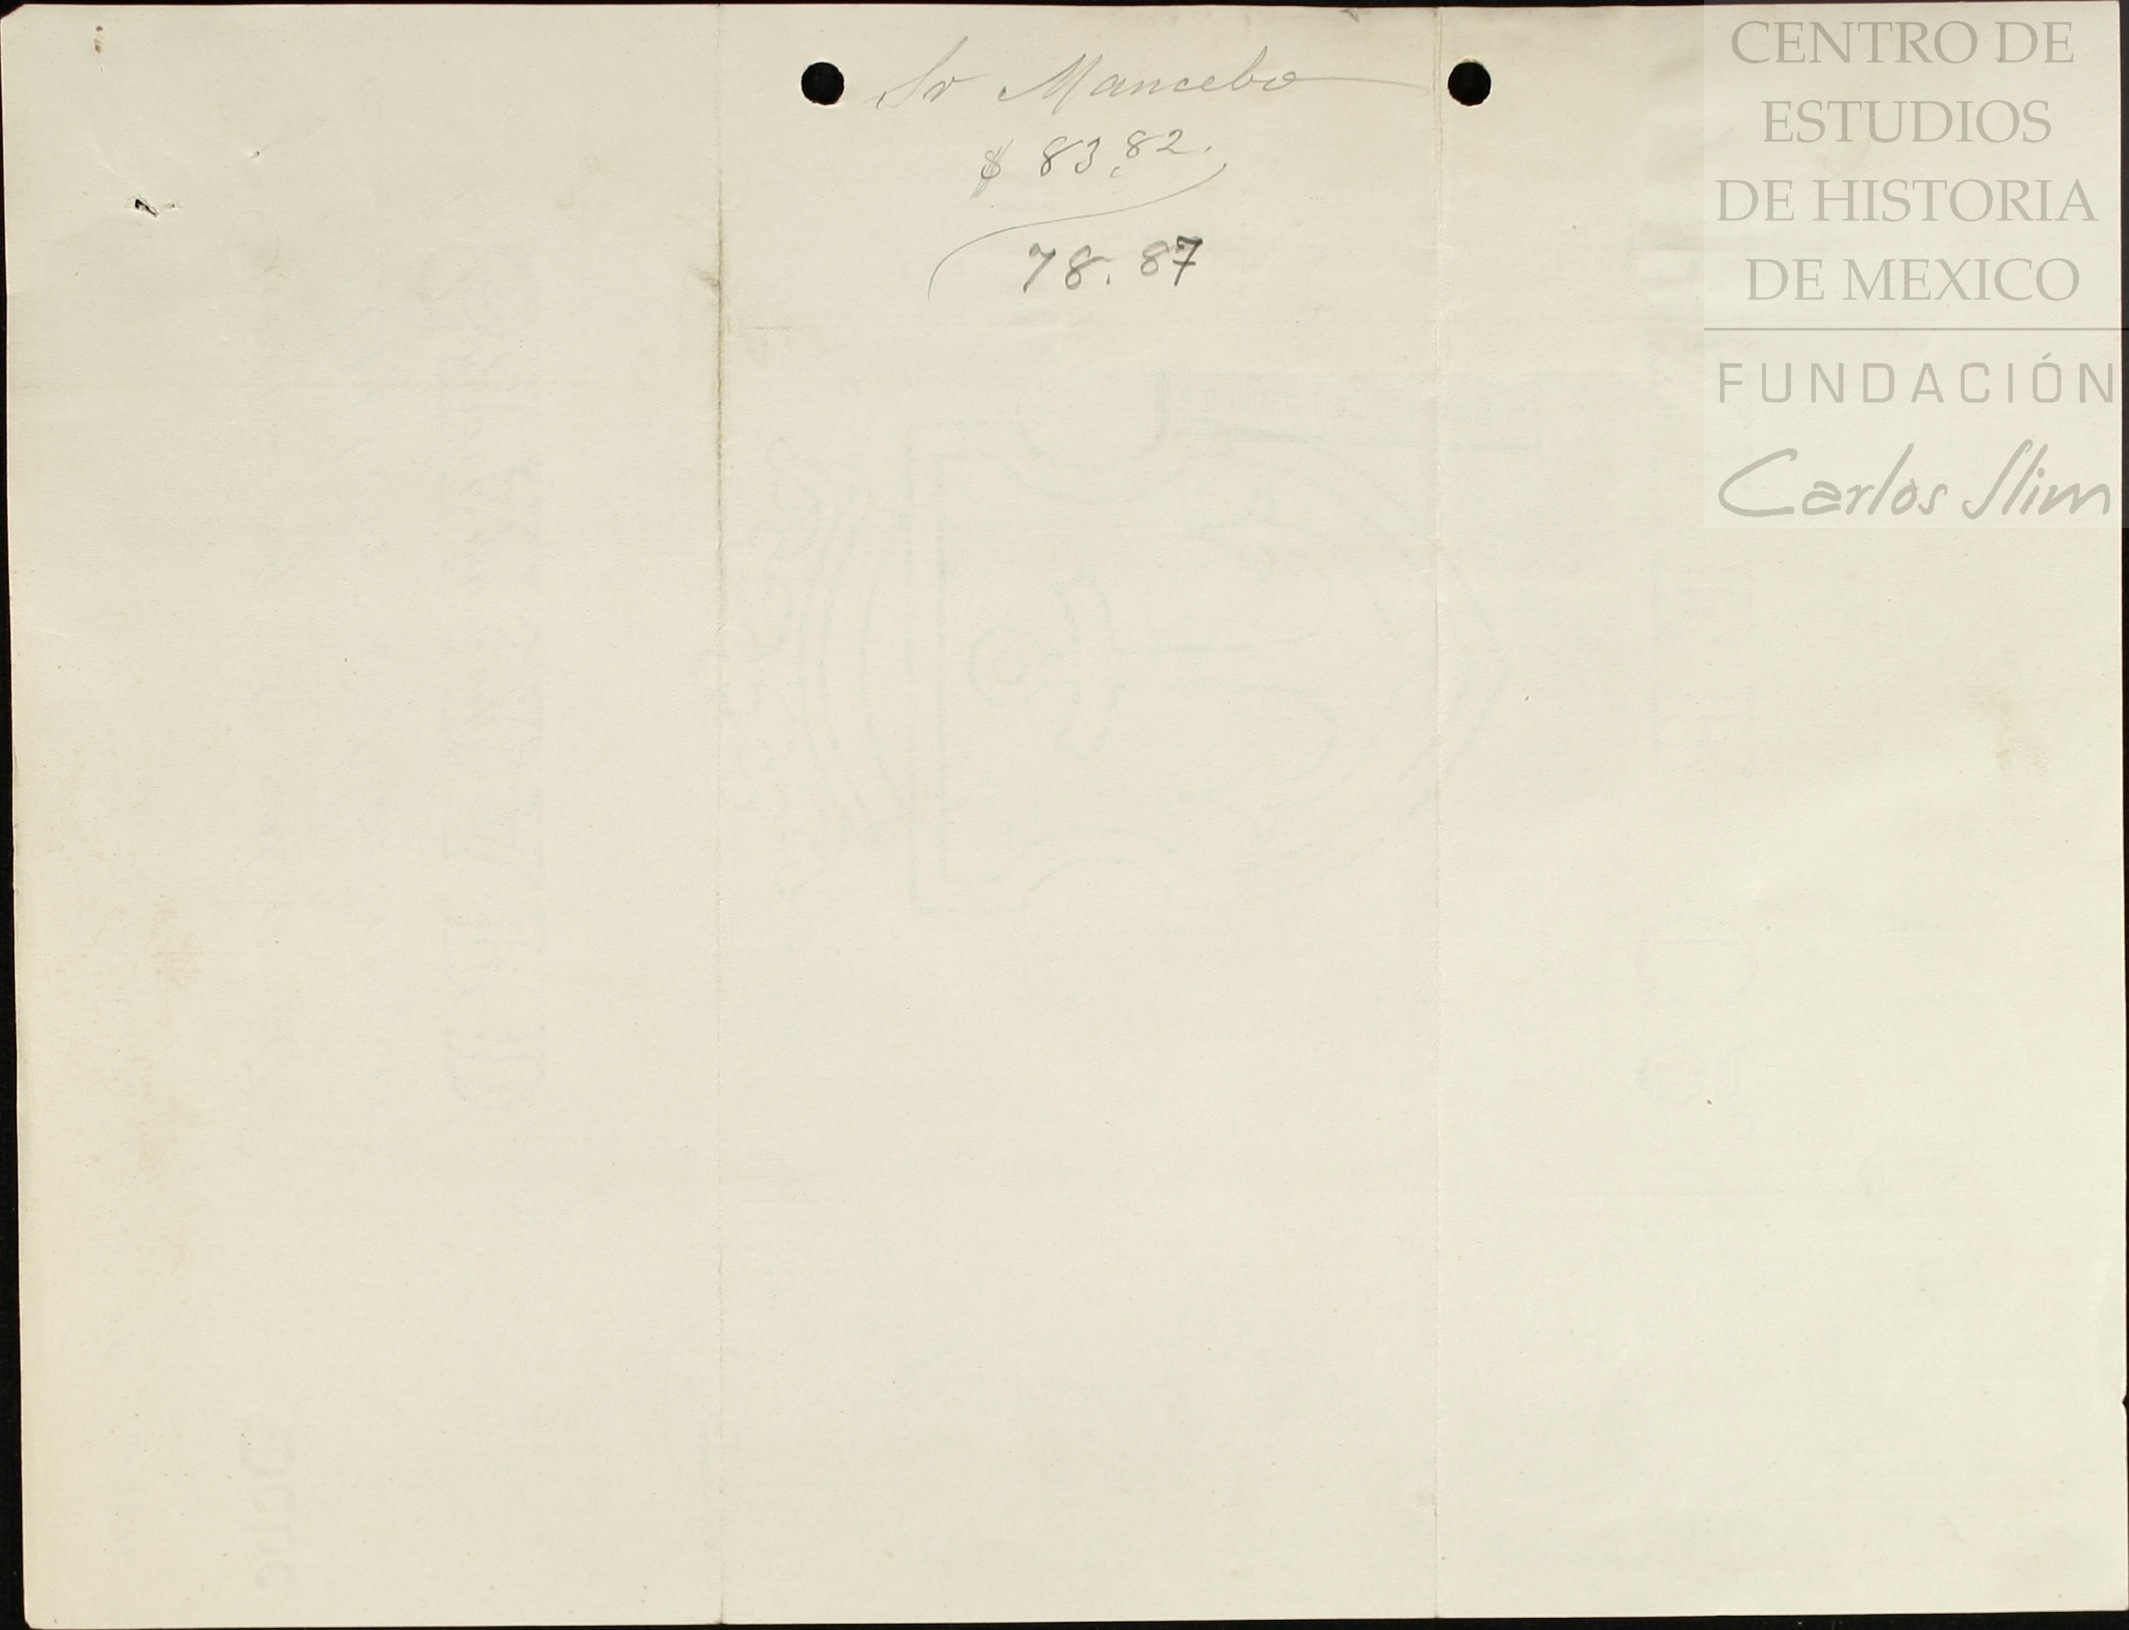 Sr Mancebo
$ 83.82.
78.87
CENTRO DE
ESTUDIOS
DE HISTORIA
DE MEXICO
FUNDACIÓN
Carlos Slim